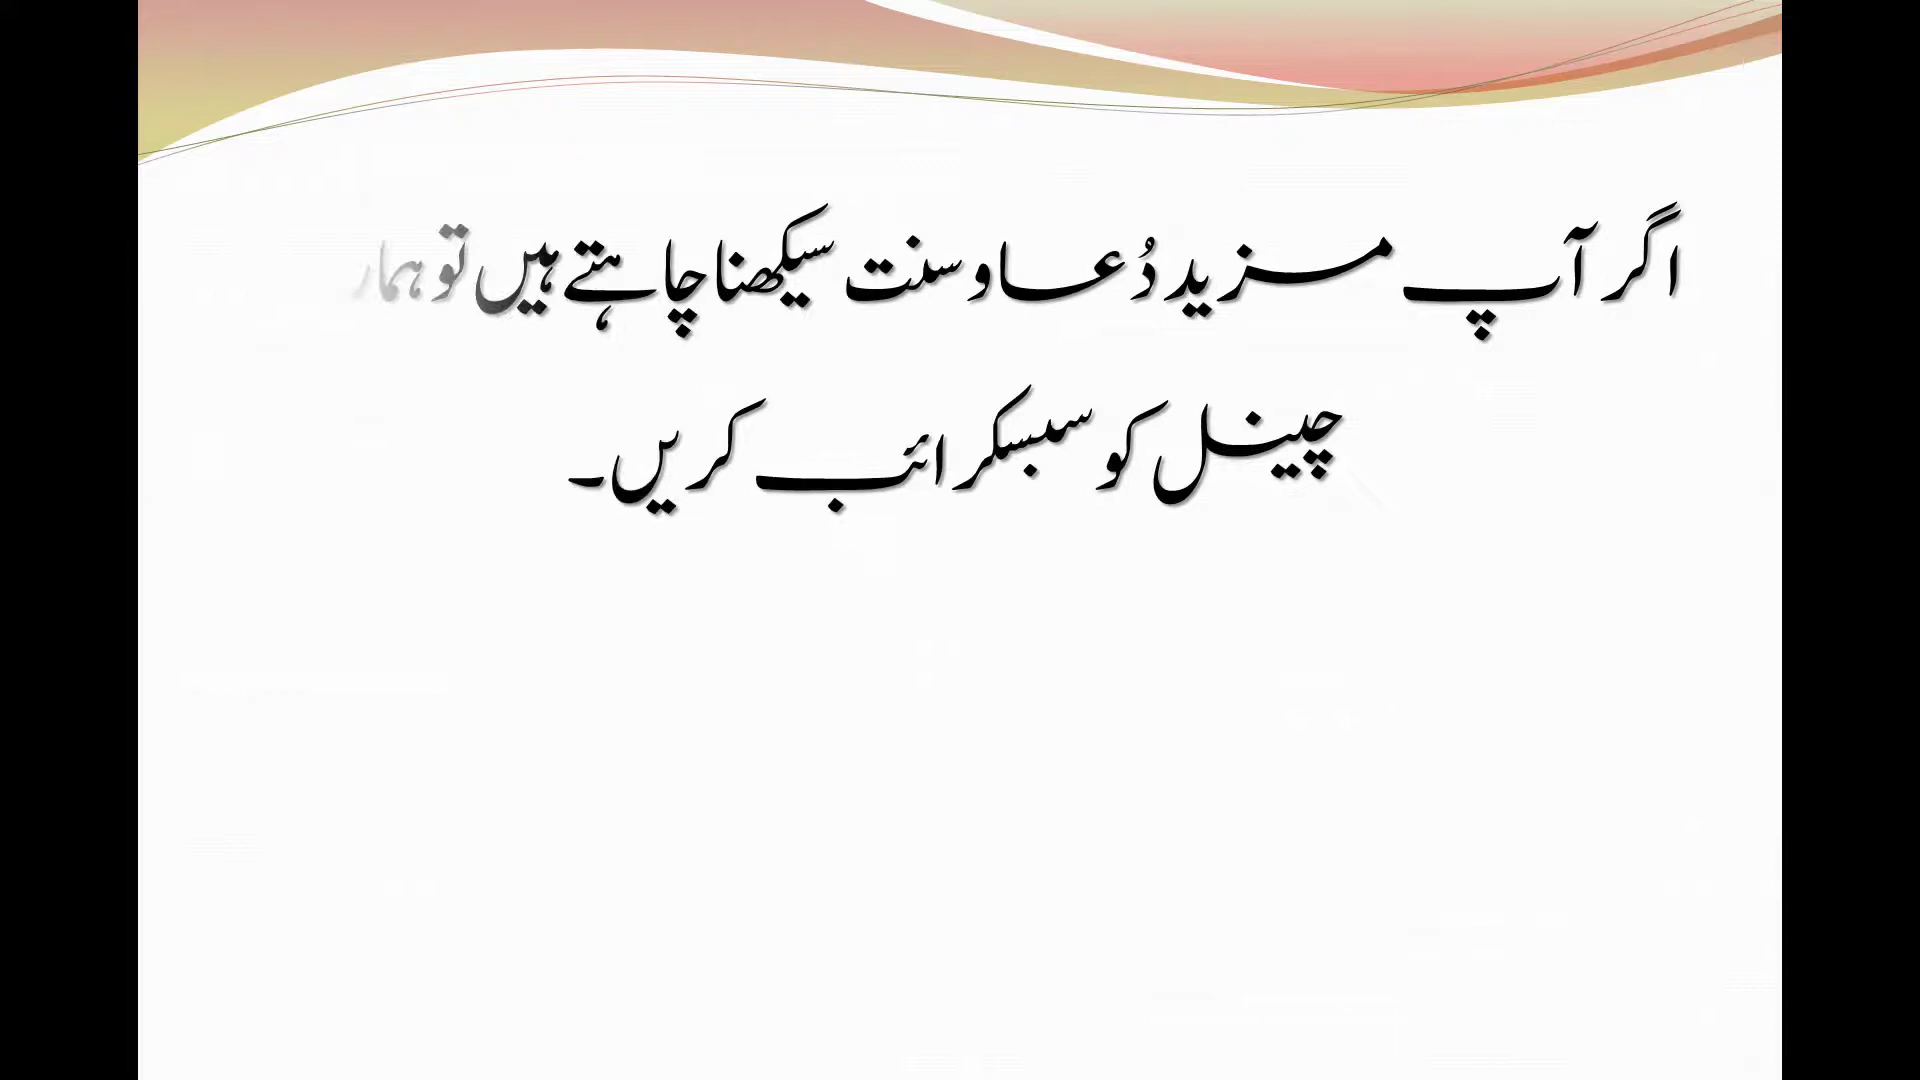 اگر آپ مزید دُعا و سنت سیکھنا چاہتے ہیں تو
چینل کو سبسکرائب کریں۔